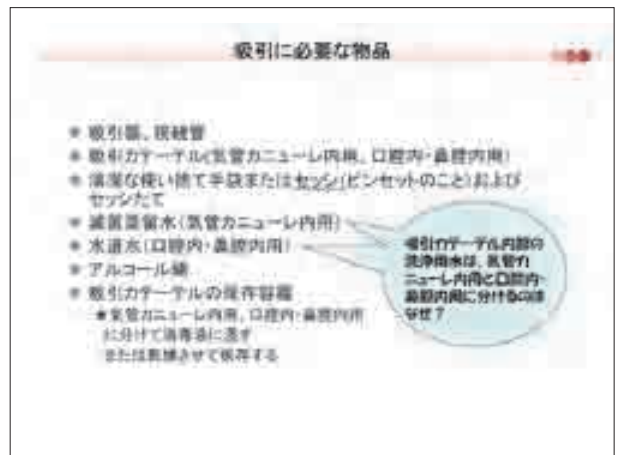 吸引に必要な物品
吸引器、接続管
吸引カテーテル(気管カニューレ内用、口腔内・鼻腔内用)
清潔な使い捨て手袋またはセッシ(ピンセットのこと)および
セッシたて
滅菌蒸留水(気管カニューレ内用)
水道水(口腔内・鼻腔内用)
アルコール綿
吸引カテーテルの保存容器
★気管カニューレ内用、口腔内・鼻腔内用
に分けて消毒液に浸す
または乾燥させて保存する
吸引カテーテル内腔の
洗浄用水は、気管カ
ニューレ内用と口腔内・
鼻腔内用に分けるのは
なぜ?